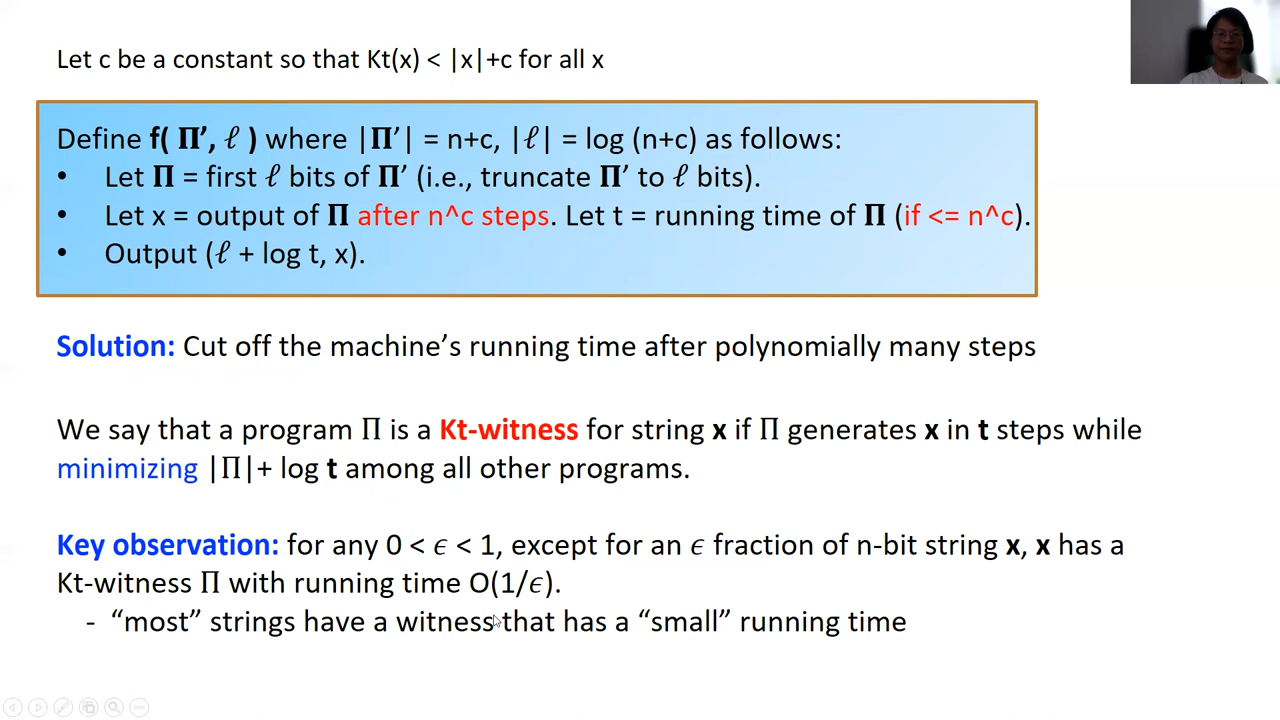 Let c be a constant so that Kt(x) < |x|+c for all x
Define f( Π’, ℓ ) where |Π’| = n+c, |ℓ| = log (n+c) as follows:
• Let Π = first ℓ bits of Π’ (i.e., truncate Π’ to ℓ bits).
• Let x = output of Π after n^c steps. Let t = running time of Π (if <= n^c).
• Output (ℓ + log t, x).
Solution: Cut off the machine’s running time after polynomially many steps
We say that a program Π is a Kt-witness for string x if Π generates x in t steps while
minimizing |Π|+ log t among all other programs.
Key observation: for any 0 < ϵ < 1, except for an ϵ fraction of n-bit string x, x has a
Kt-witness Π with running time O(1/ϵ).
- “most” strings have a witness that has a “small” running time